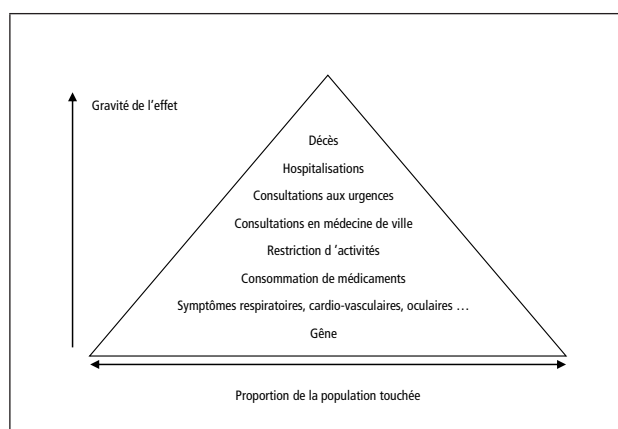 Gravité de l'effet
Décès
Hospitalisations
Consultations aux urgences
Consultations en médecine de ville
Restriction d 'activités
Consommation de médicaments
Symptômes respiratoires, cardio-vasculaires, oculaires ...
Gêne
Proportion de la population touchée